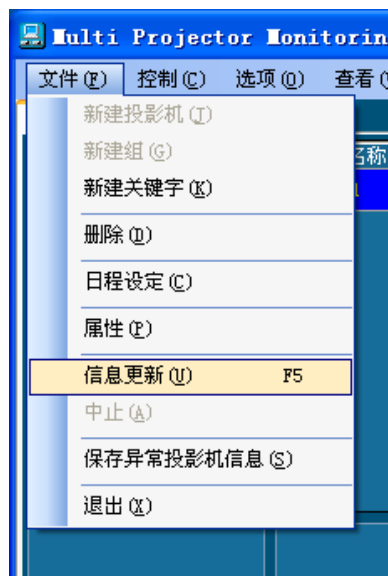 Multi Projector Monitorin
文件(F) 控制(C) 选项(O) 查看(
新建投影机(T)
新建组(G)
名称
新建关键字(K)
1
删除(D)
日程设定(C)
属性(P)
信息更新(U) F5
中止(A)
保存异常投影机信息(S)
退出(X)